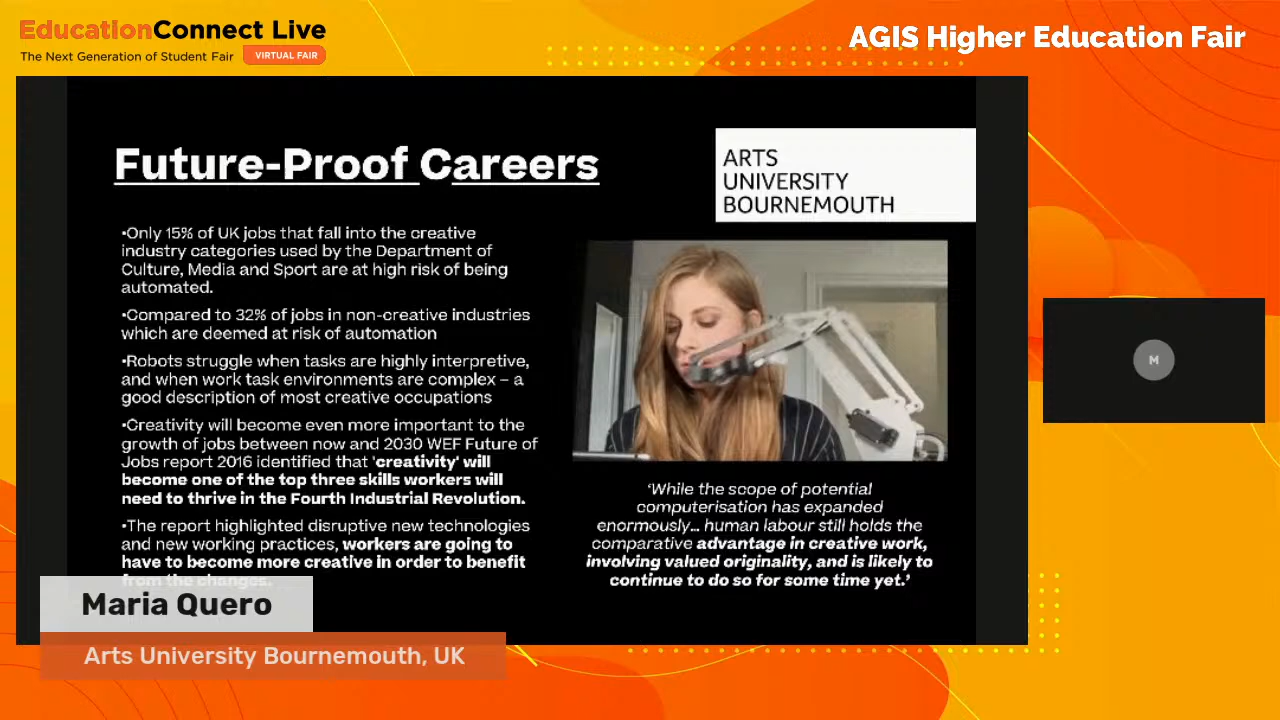 EducationConnect Live
The Next Generation of Student Fair
VIRTUAL FAIR
AGIS Higher Education Fair
Future-Proof Careers
ARTS
UNIVERSITY
BOURNEMOUTH
•Only 15% of UK jobs that fall into the creative
industry categories used by the Department of
Culture, Media and Sport are at high risk of being
automated.
•Compared to 32% of jobs in non-creative industries
which are deemed at risk of automation
•Robots struggle when tasks are highly interpretive,
and when work task environments are complex – a
good description of most creative occupations
•Creativity will become even more important to the
growth of jobs between now and 2030 WEF Future of
Jobs report 2016 identified that 'creativity' will
become one of the top three skills workers will
need to thrive in the Fourth Industrial Revolution.
•The report highlighted disruptive new technologies
and new working practices, workers are going to
have to become more creative in order to benefit
from the changes.
‘While the scope of potential
computerisation has expanded
enormously… human labour still holds the
comparative advantage in creative work,
involving valued originality, and is likely to
continue to do so for some time yet.’
M
Maria Quero
Arts University Bournemouth, UK